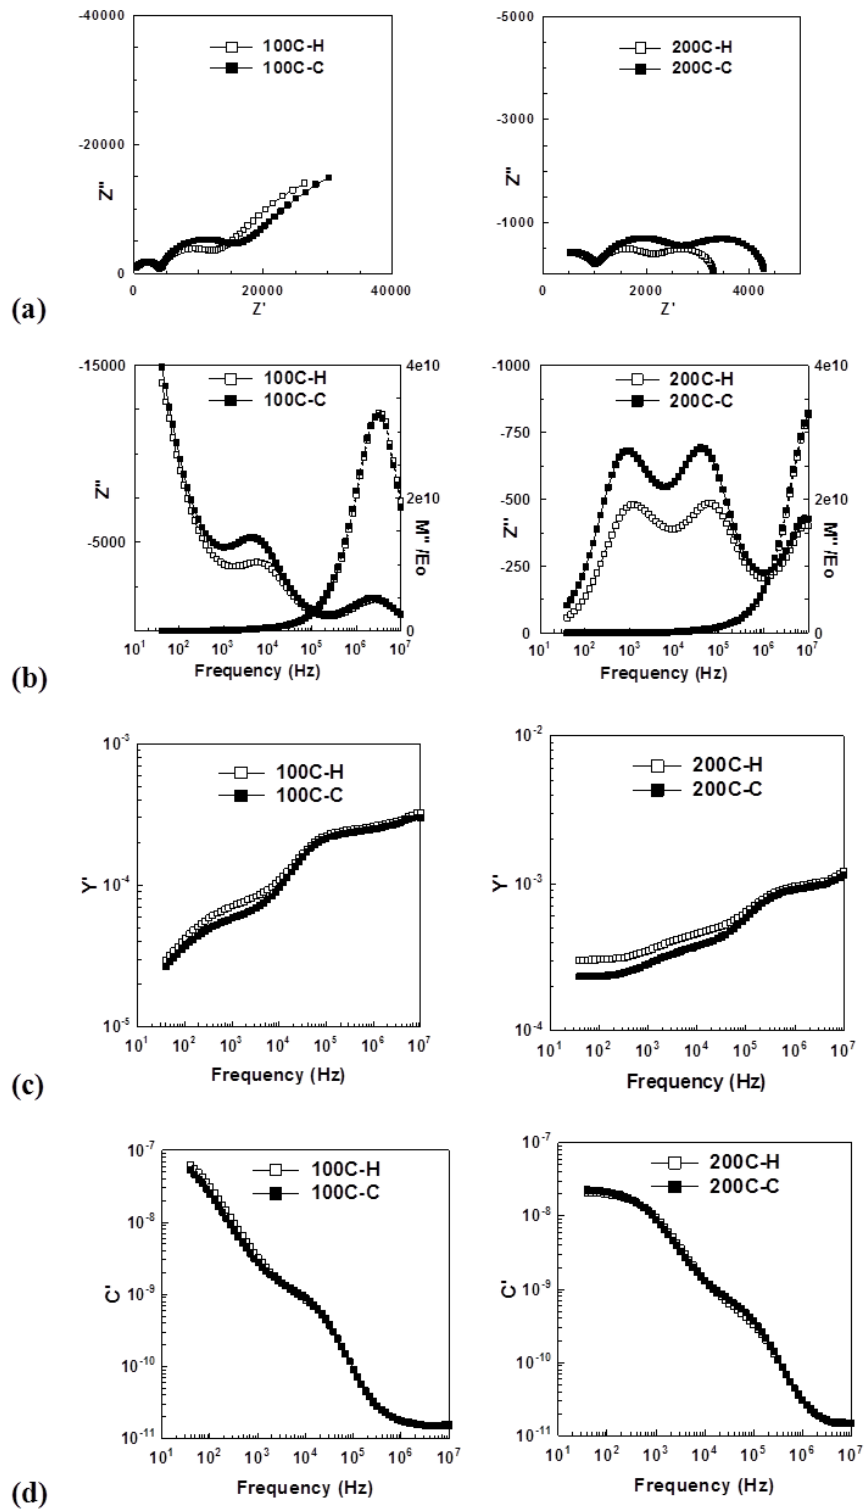 -40000
-20000
0
Z''
100C-H
100C-C
0 20000 40000
Z'
-5000
-3000
-1000
0
Z''
200C-H
200C-C
0 2000 4000
Z'
(a)
-15000
-5000
Z''
100C-H
100C-C
4e10
2e10
0
M'' /Eo
10¹ 10² 10³ 10⁴ 10⁵ 10⁶ 10⁷
Frequency (Hz)
-1000
-750
-500
-250
0
Z''
200C-H
200C-C
4e10
2e10
0
M'' /Eo
10¹ 10² 10³ 10⁴ 10⁵ 10⁶ 10⁷
Frequency (Hz)
(b)
10⁻³
10⁻⁴
10⁻⁵
Y'
100C-H
100C-C
10¹ 10² 10³ 10⁴ 10⁵ 10⁶ 10⁷
Frequency (Hz)
10⁻²
10⁻³
10⁻⁴
Y'
200C-H
200C-C
10¹ 10² 10³ 10⁴ 10⁵ 10⁶ 10⁷
Frequency (Hz)
(c)
10⁻⁷
10⁻⁸
10⁻⁹
10⁻¹⁰
10⁻¹¹
C'
100C-H
100C-C
10¹ 10² 10³ 10⁴ 10⁵ 10⁶ 10⁷
Frequency (Hz)
10⁻⁷
10⁻⁸
10⁻⁹
10⁻¹⁰
10⁻¹¹
C'
200C-H
200C-C
10¹ 10² 10³ 10⁴ 10⁵ 10⁶ 10⁷
Frequency (Hz)
(d)